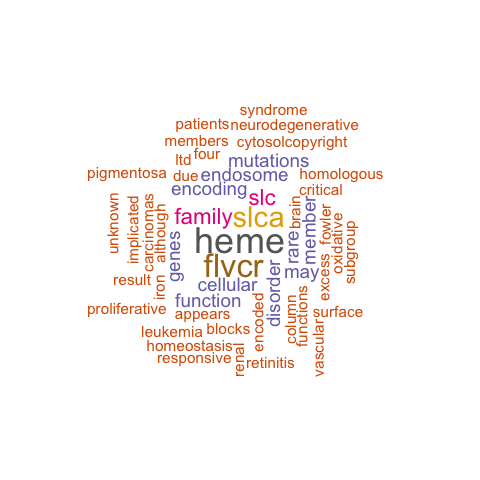 syndrome
patients neurodegenerative
members cytosolcopyright
ltd four mutations
pigmentosa due endosome homologous
encoding slc critical
family slca
heme
flvcr
unknown implicated carcinomas although genes
rare brain member fowler oxidative subgroup
may
cellular
result iron
function disorder excess
proliferative appears encoded column functions surface
leukemia blocks
homeostasis
responsive renal retinitis vascular